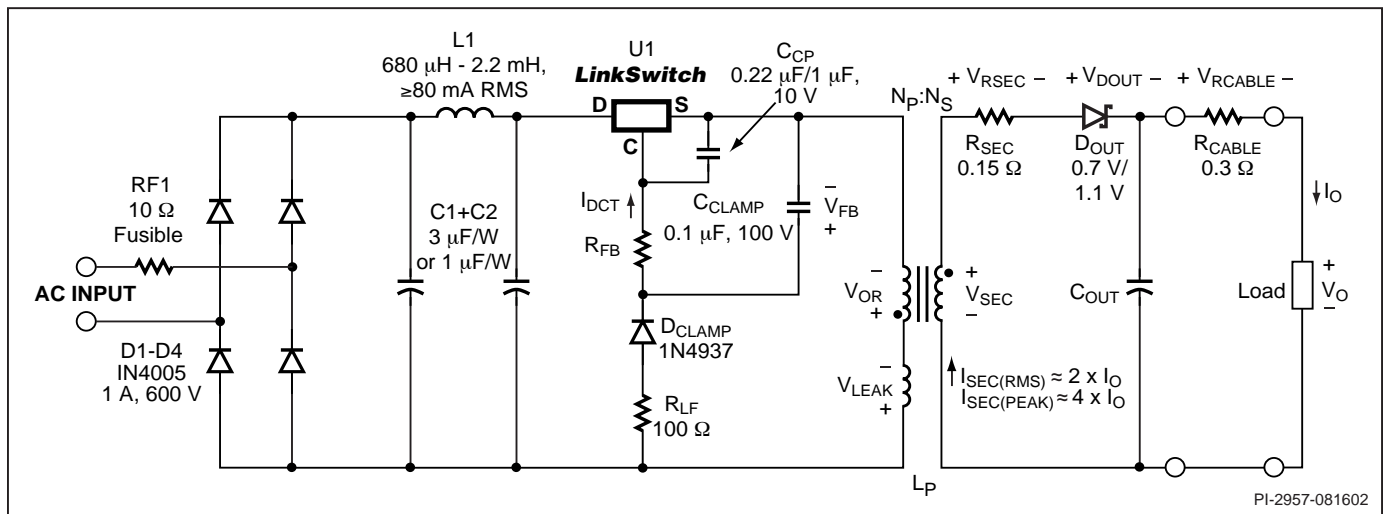 L1
680 μH - 2.2 mH,
≥80 mA RMS
U1
LinkSwitch
D
S
C
C_CP
0.22 μF/1 μF,
10 V
N_P:N_S
+ V_RSEC −
+ V_DOUT −
+ V_RCABLE −
R_SEC
0.15 Ω
D_OUT
0.7 V/
1.1 V
R_CABLE
0.3 Ω
RF1
10 Ω
Fusible
AC INPUT
D1-D4
IN4005
1 A, 600 V
C1+C2
3 μF/W
or 1 μF/W
I_DCT
R_FB
C_CLAMP
0.1 μF, 100 V
−
V_FB
+
D_CLAMP
1N4937
R_LF
100 Ω
−
V_OR
+
−
V_LEAK
+
+
V_SEC
−
I_SEC(RMS) ≈ 2 x I_O
I_SEC(PEAK) ≈ 4 x I_O
L_P
C_OUT
I_O
Load
+
V_O
−
PI-2957-081602